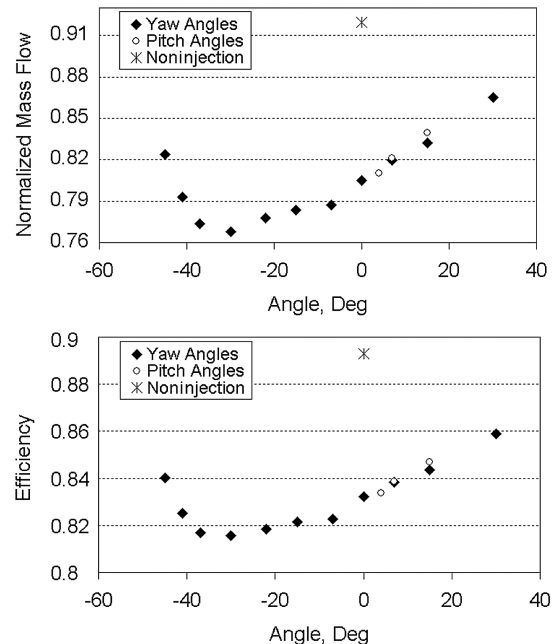 Normalized Mass Flow
0.91
0.88
0.85
0.82
0.79
0.76
Yaw Angles
Pitch Angles
Noninjection
-60 -40 -20 0 20 40
Angle, Deg
Efficiency
0.9
0.88
0.86
0.84
0.82
0.8
Yaw Angles
Pitch Angles
Noninjection
-60 -40 -20 0 20 40
Angle, Deg